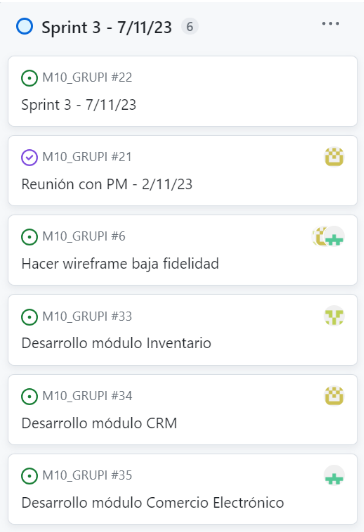 Sprint 3 - 7/11/23 6 ...
M10_GRUPI #22
Sprint 3 - 7/11/23
M10_GRUPI #21
Reunión con PM - 2/11/23
M10_GRUPI #6
Hacer wireframe baja fidelidad
M10_GRUPI #33
Desarrollo módulo Inventario
M10_GRUPI #34
Desarrollo módulo CRM
M10_GRUPI #35
Desarrollo módulo Comercio Electrónico